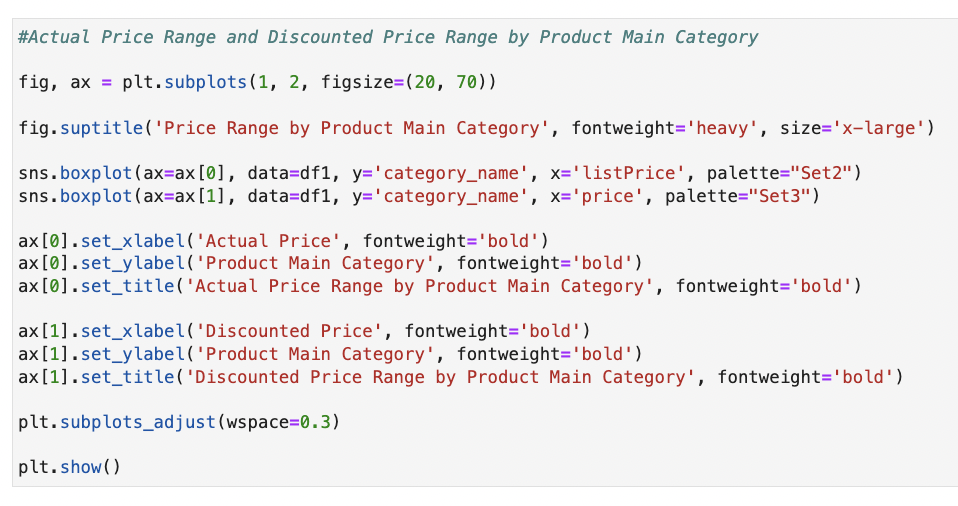 #Actual Price Range and Discounted Price Range by Product Main Category
fig, ax = plt.subplots(1, 2, figsize=(20, 70))
fig.suptitle('Price Range by Product Main Category', fontweight='heavy', size='x-large')
sns.boxplot(ax=ax[0], data=df1, y='category_name', x='listPrice', palette="Set2")
sns.boxplot(ax=ax[1], data=df1, y='category_name', x='price', palette="Set3")
ax[0].set_xlabel('Actual Price', fontweight='bold')
ax[0].set_ylabel('Product Main Category', fontweight='bold')
ax[0].set_title('Actual Price Range by Product Main Category', fontweight='bold')
ax[1].set_xlabel('Discounted Price', fontweight='bold')
ax[1].set_ylabel('Product Main Category', fontweight='bold')
ax[1].set_title('Discounted Price Range by Product Main Category', fontweight='bold')
plt.subplots_adjust(wspace=0.3)
plt.show()